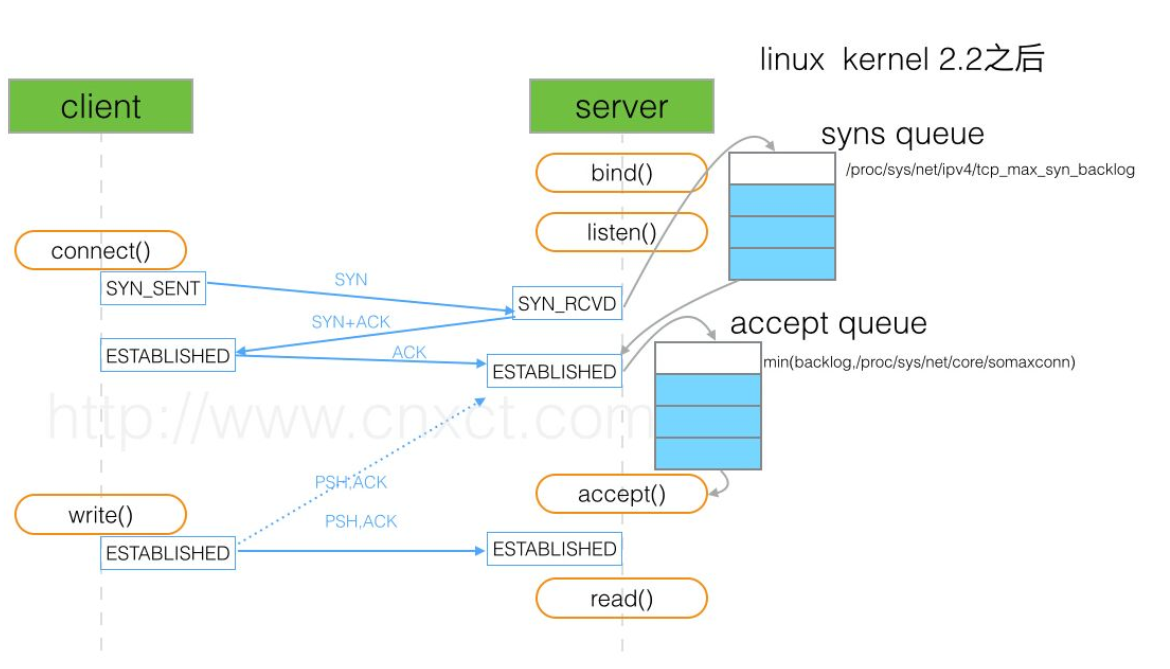 linux kernel 2.2之后
client
server
syns queue
/proc/sys/net/ipv4/tcp_max_syn_backlog
bind()
listen()
connect()
SYN_SENT
SYN
SYN_RCVD
SYN+ACK
accept queue
ESTABLISHED
ACK
ESTABLISHED
min(backlog,/proc/sys/net/core/somaxconn)
http://www.cnxct.com
PSH,ACK
accept()
write()
PSH,ACK
ESTABLISHED
ESTABLISHED
read()